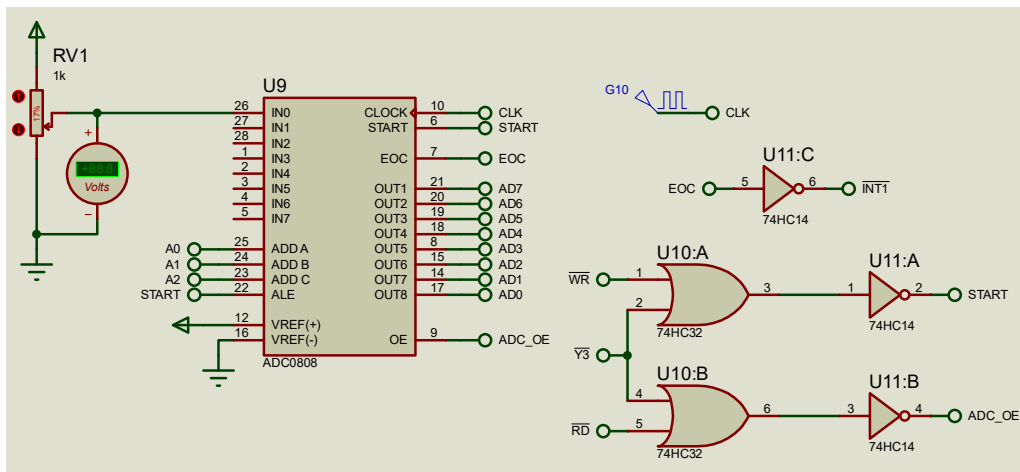 RV1
1k
17%
+88.8
Volts
+
−
U9
26 IN0
27 IN1
28 IN2
1 IN3
2 IN4
3 IN5
4 IN6
5 IN7
A0 25 ADD A
A1 24 ADD B
A2 23 ADD C
START 22 ALE
12 VREF(+)
16 VREF(-)
CLOCK 10 CLK
START 6 START
EOC 7 EOC
OUT1 21 AD7
OUT2 20 AD6
OUT3 19 AD5
OUT4 18 AD4
OUT5 8 AD3
OUT6 15 AD2
OUT7 14 AD1
OUT8 17 AD0
OE 9 ADC_OE
ADC0808
G10
CLK
U11:C
EOC 5 6 INT1
74HC14
U10:A
U11:A
WR 1
2
3
1 2 START
74HC32
74HC14
Y3
U10:B
U11:B
4
RD 5
6
3 4 ADC_OE
74HC32
74HC14